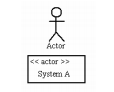 Actor
<< actor >>
System A